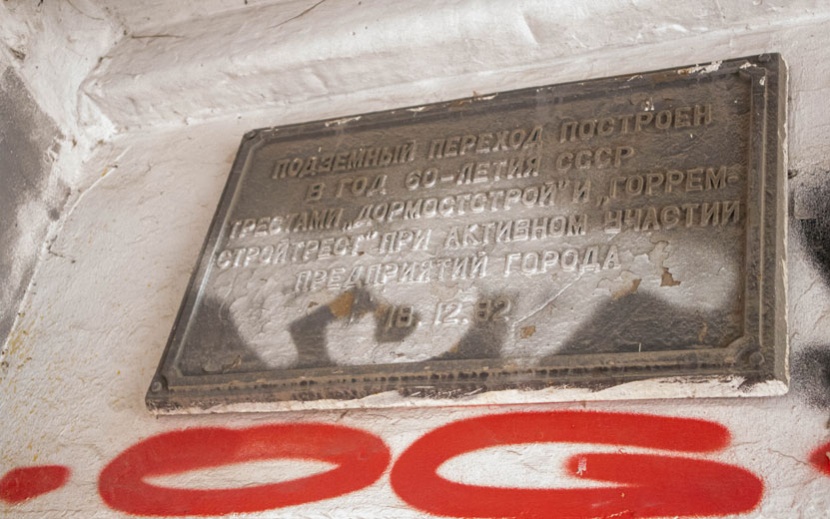 ПОДЗЕМНЫЙ ПЕРЕХОД ПОСТРОЕН
В ГОД 60-ЛЕТИЯ СССР
ТРЕСТАМИ „ДОРМОСТСТРОЙ" И „ГОРРЕМ-
СТРОЙТРЕСТ" ПРИ АКТИВНОМ УЧАСТИИ
ПРЕДПРИЯТИЙ ГОРОДА
18.12.82
-OG